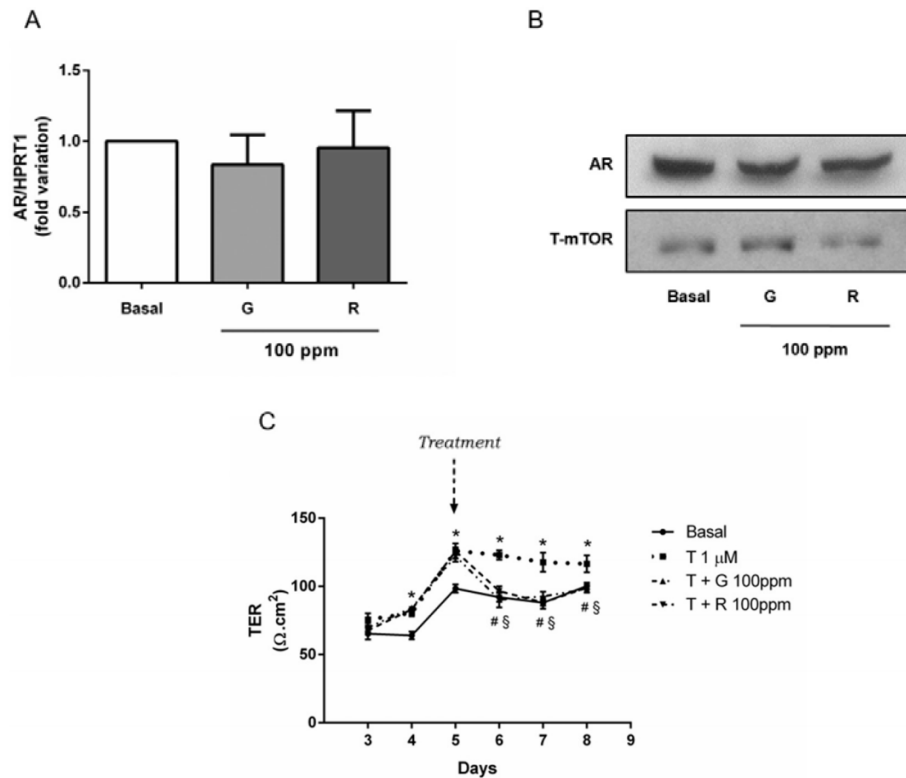 A
1.5
1.0
0.5
0.0
AR/HPRT1
(fold variation)
Basal
G
R
100 ppm
B
AR
T-mTOR
Basal
G
R
100 ppm
C
Treatment
150
100
50
0
TER
(Ω.cm²)
* * * * *
# § # § # §
3 4 5 6 7 8 9
Days
Basal
T 1 μM
T + G 100ppm
T + R 100ppm